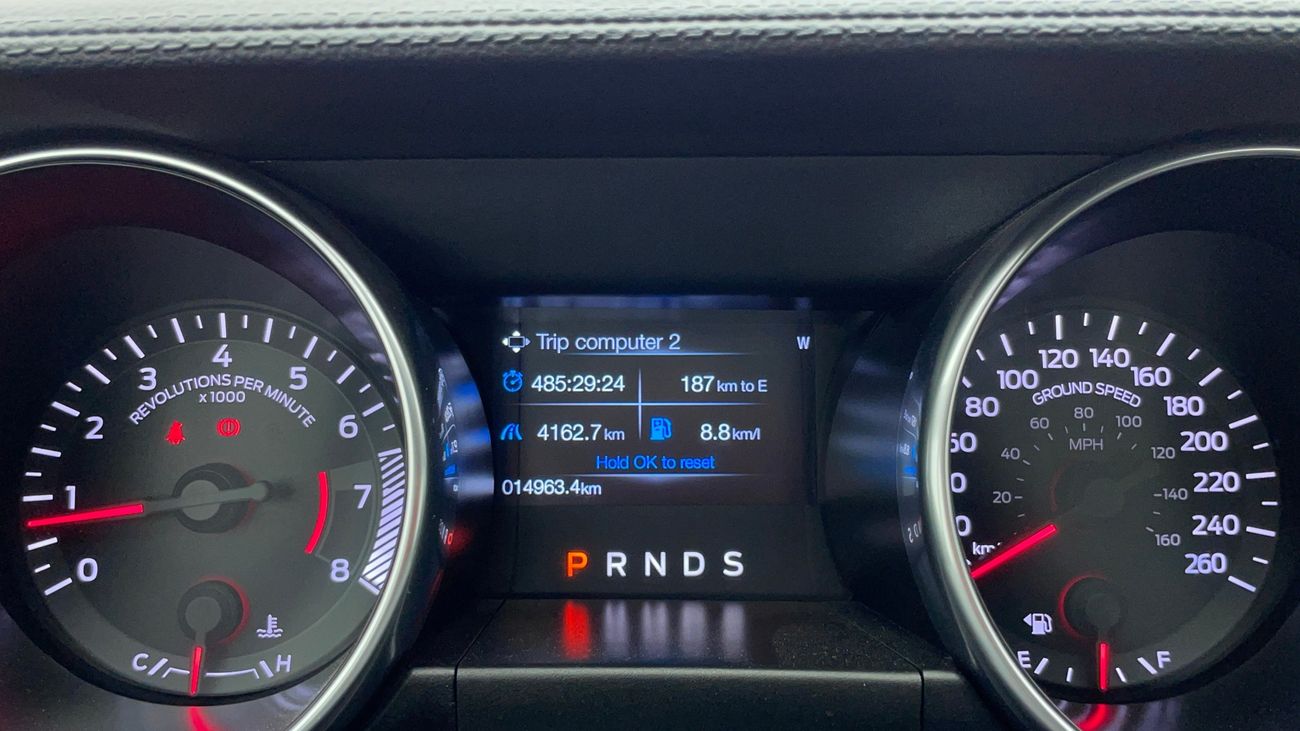 0
1
2
3
4
5
6
7
8
REVOLUTIONS PER MINUTE
x 1000
C
H
Trip computer 2
W
485:29:24
187 km to E
4162.7 km
8.8 km/l
Hold OK to reset
014963.4km
P R N D S
80
100
120
140
160
180
200
220
240
260
GROUND SPEED
MPH
20
40
60
80
100
120
140
160
E
F